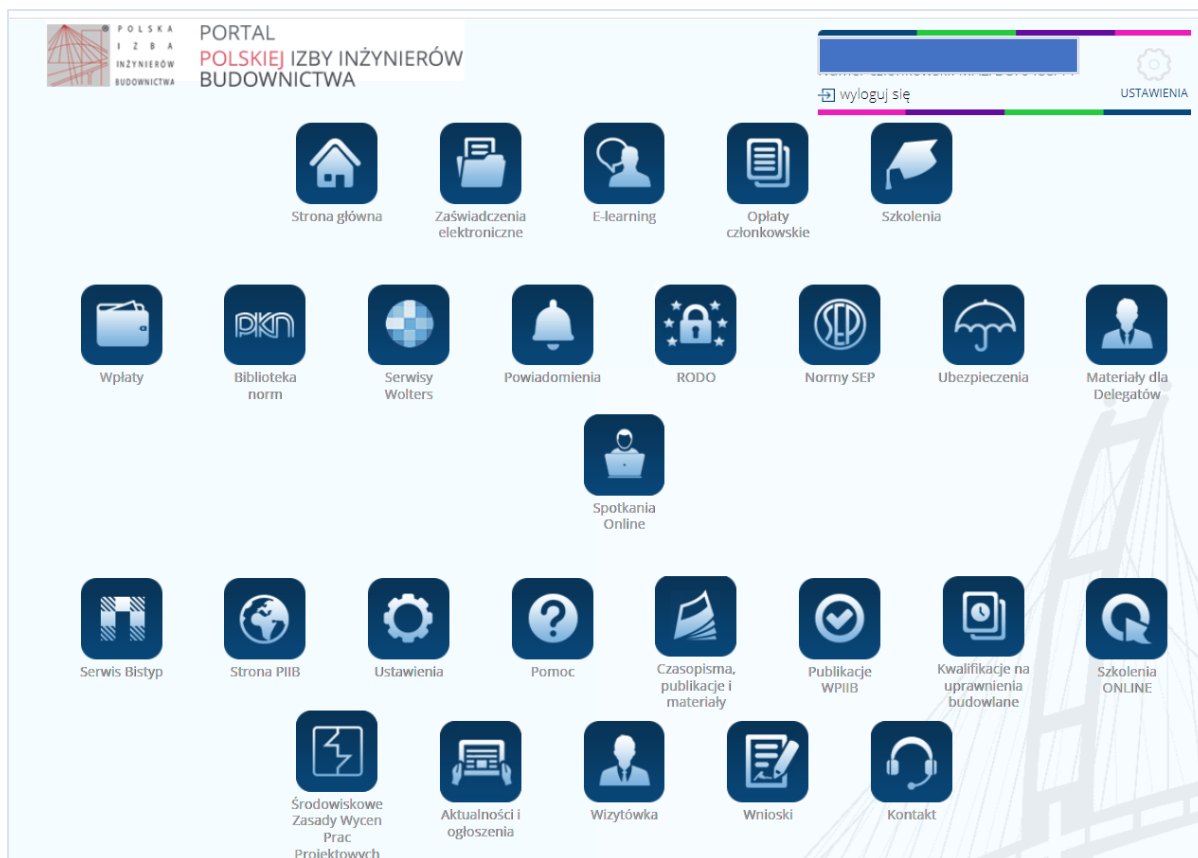 POLSKA
IZBA
INŻYNIERÓW
BUDOWNICTWA
PORTAL
POLSKIEJ IZBY INŻYNIERÓW
BUDOWNICTWA
wyloguj się
USTAWIENIA
Strona główna
Zaświadczenia
elektroniczne
E-learning
Opłaty
członkowskie
Szkolenia
Wpłaty
PKN
Biblioteka
norm
Serwisy
Wolters
Powiadomienia
RODO
SEP
Normy SEP
Ubezpieczenia
Materiały dla
Delegatów
Spotkania
Online
Serwis Bistyp
Strona PIIB
Ustawienia
?
Pomoc
Czasopisma,
publikacje i
materiały
Publikacje
WPIIB
Kwalifikacje na
uprawnienia
budowlane
Szkolenia
ONLINE
Środowiskowe
Zasady Wycen
Prac
Projektowych
Aktualności i
ogłoszenia
Wizytówka
Wnioski
Kontakt